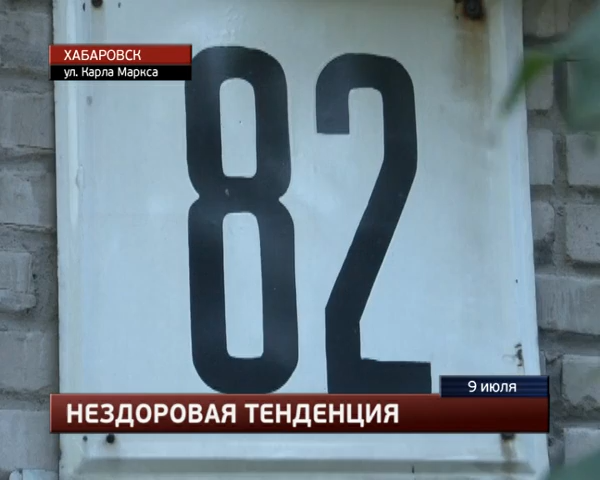 ХАБАРОВСК
ул. Карла Маркса
82
9 июля
НЕЗДОРОВАЯ ТЕНДЕНЦИЯ